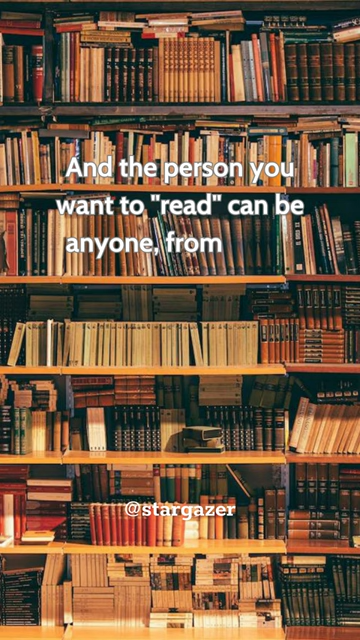 And the person you
want to "read" can be
anyone, from
@stargazer